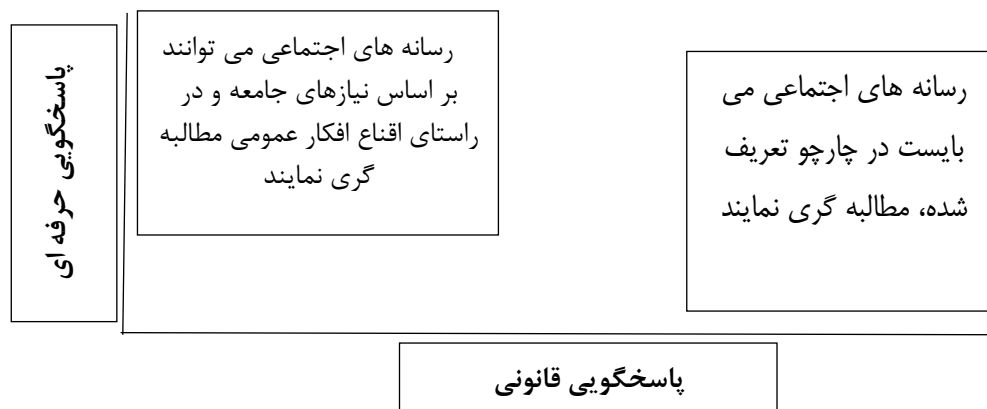 رسانه های اجتماعی می
بایست در چارچو تعریف
شده، مطالبه گری نمایند
رسانه های اجتماعی می توانند
بر اساس نیازهای جامعه و در
راستای اقناع افکار عمومی مطالبه
گری نمایند
پاسخگویی حرفه ای
پاسخگویی قانونی